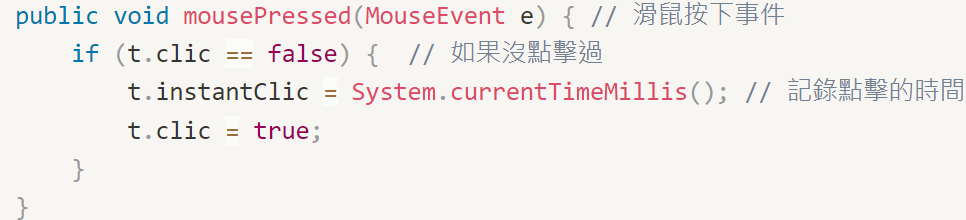 public void mousePressed(MouseEvent e) { // 滑鼠按下事件
    if (t.clic == false) {  // 如果沒點擊過
        t.instantClic = System.currentTimeMillis(); // 記錄點擊的時間
        t.clic = true;
    }
}